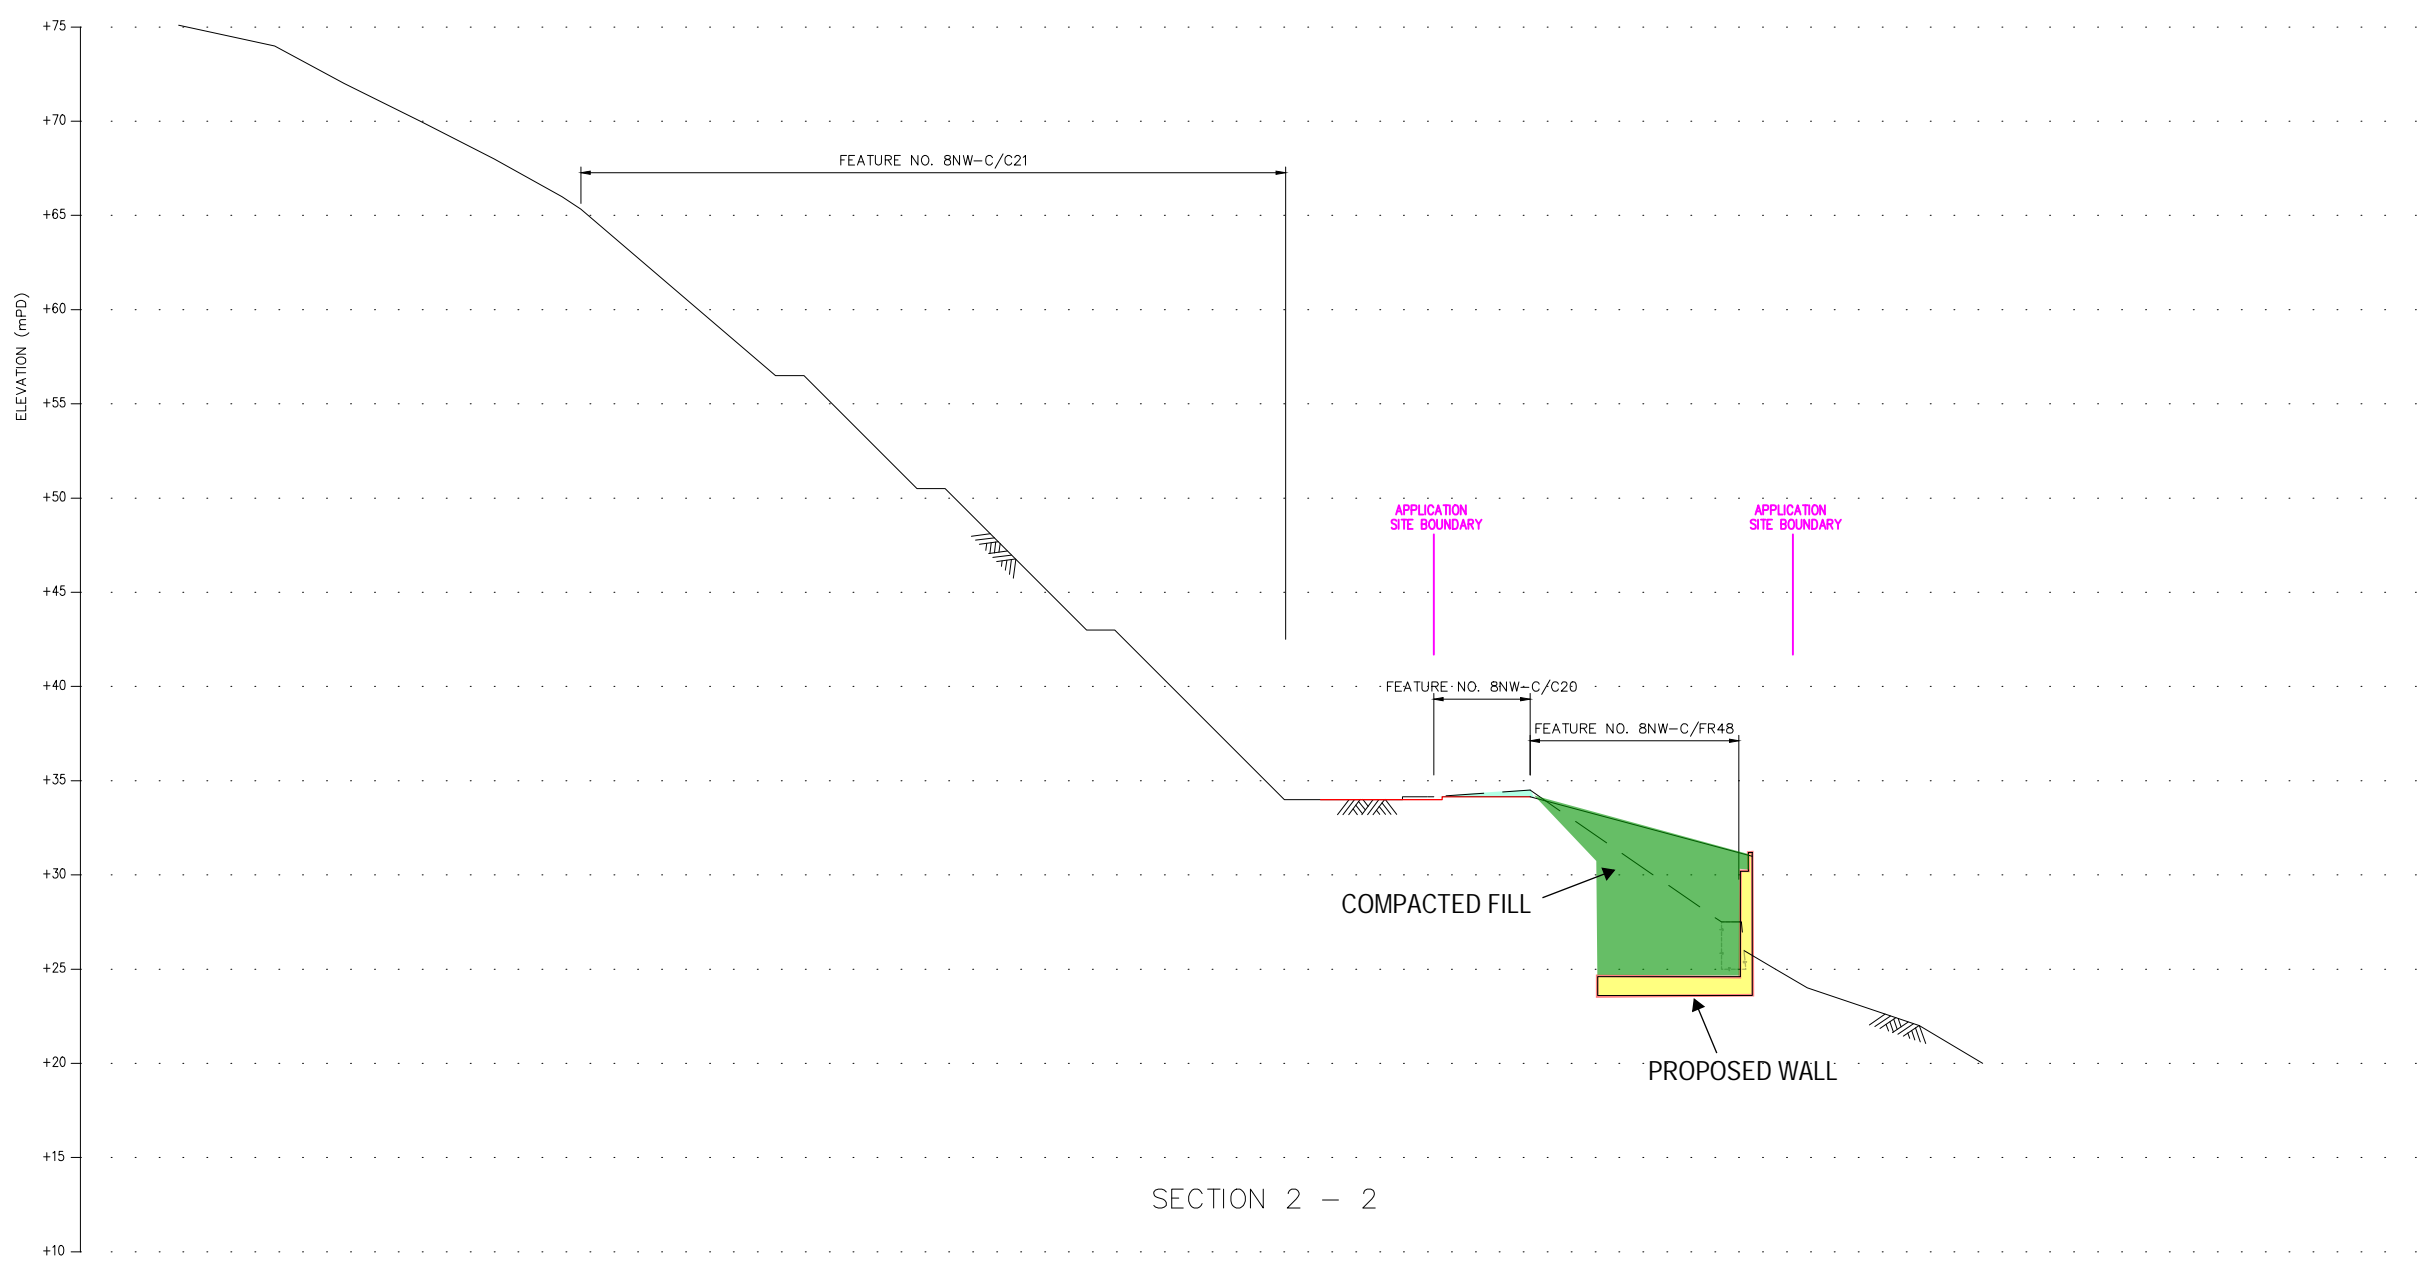 +75
+70
FEATURE NO. 8NW-C/C21
+65
+60
ELEVATION (mPD)
+55
+50
APPLICATION
SITE BOUNDARY
APPLICATION
SITE BOUNDARY
+45
+40
FEATURE NO. 8NW-C/C20
FEATURE NO. 8NW-C/FR48
+35
+30
COMPACTED FILL
+25
+20
PROPOSED WALL
+15
SECTION 2 - 2
+10